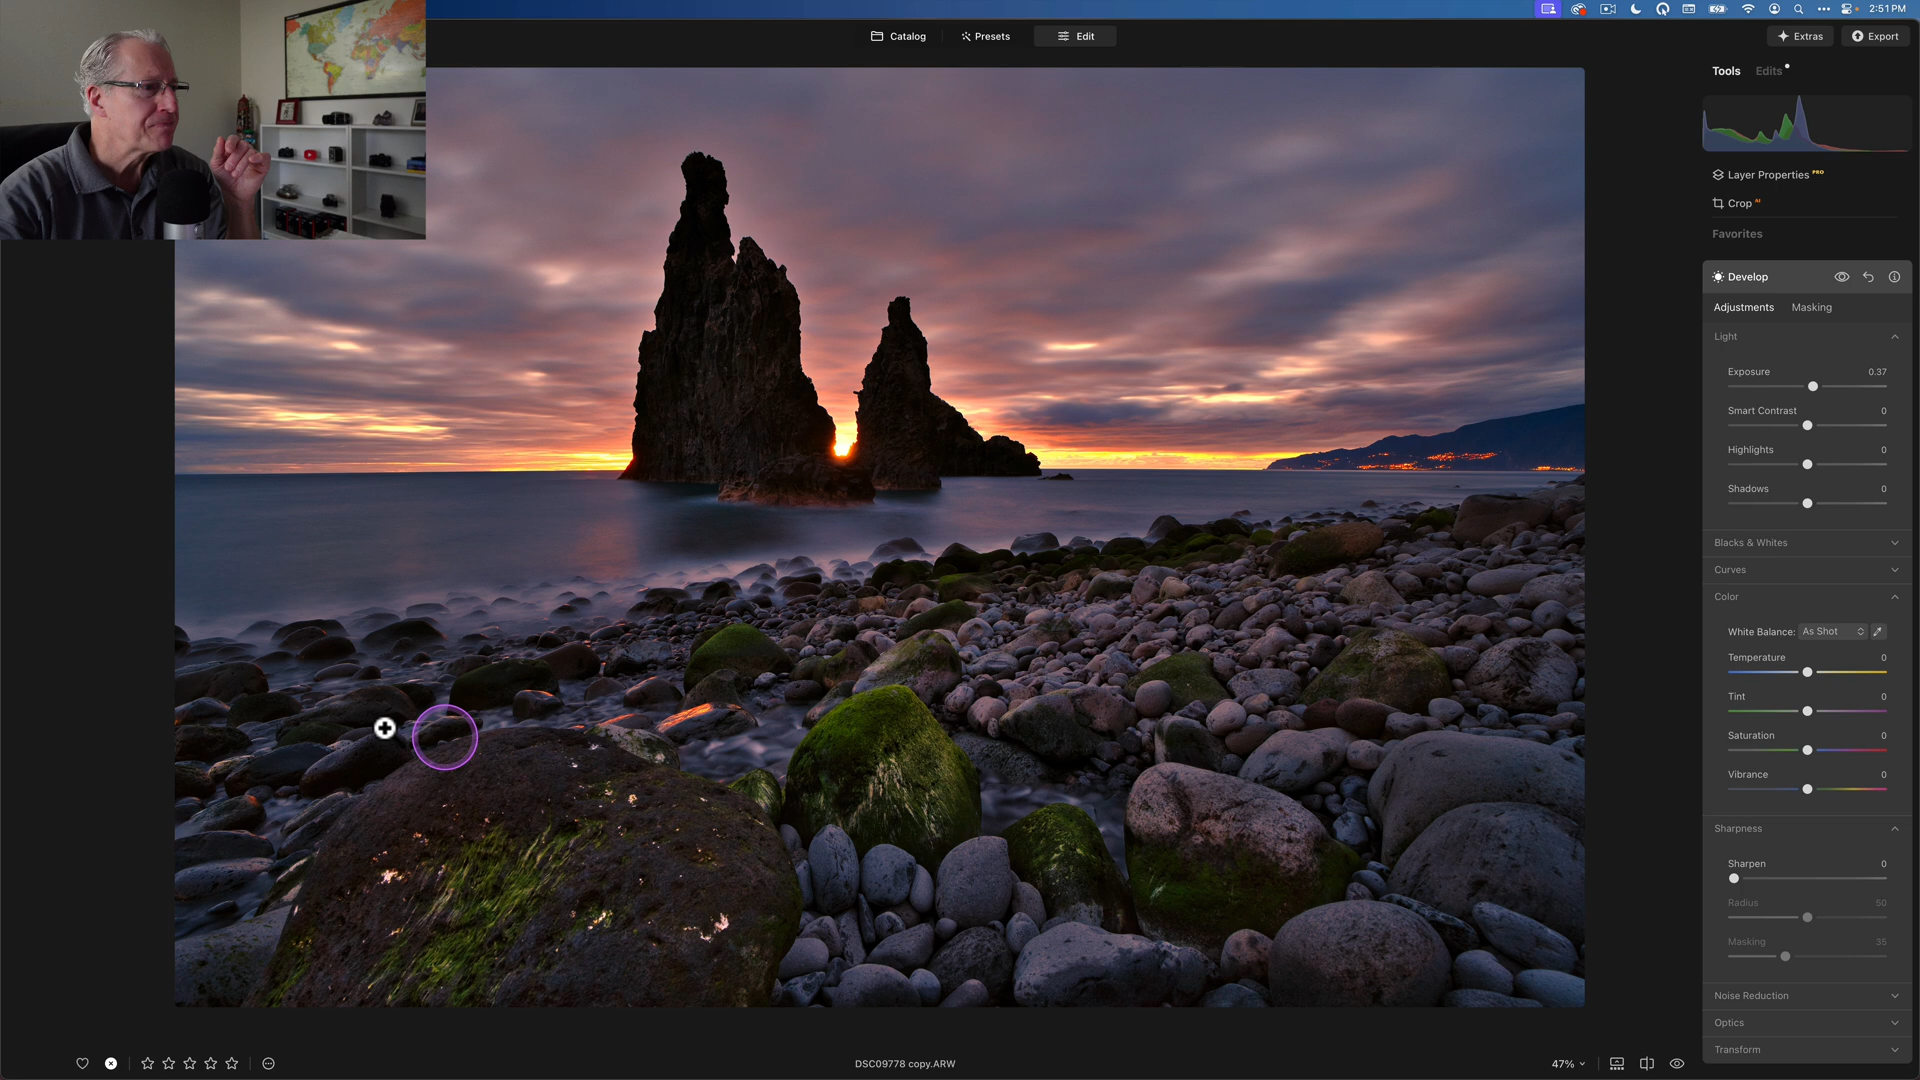 2:51 PM
Catalog
Presets
Edit
Extras
Export
Tools
Edits
Layer Properties PRO
Crop AI
Favorites
Develop
Adjustments
Masking
Light
Exposure 0.37
Smart Contrast 0
Highlights 0
Shadows 0
Blacks & Whites
Curves
Color
White Balance: As Shot
Temperature 0
Tint 0
Saturation 0
Vibrance 0
Sharpness
Sharpen 0
Radius 50
Masking 35
Noise Reduction
Optics
Transform
DSC09778 copy.ARW
47%